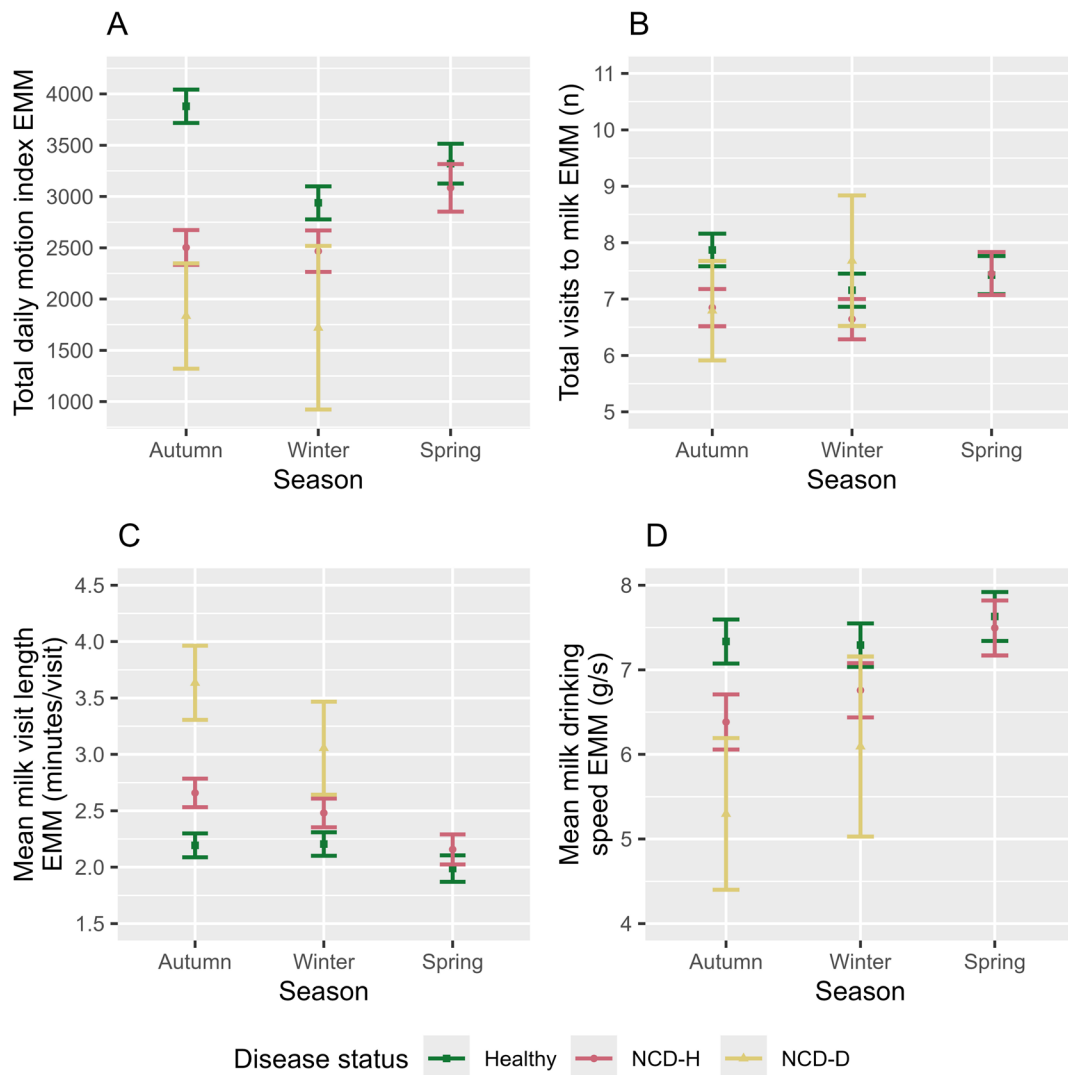 A
Total daily motion index EMM
4000
3500
3000
2500
2000
1500
1000
Autumn Winter Spring
Season
B
Total visits to milk EMM (n)
11
10
9
8
7
6
5
Autumn Winter Spring
Season
C
Mean milk visit length
EMM (minutes/visit)
4.5
4.0
3.5
3.0
2.5
2.0
1.5
Autumn Winter Spring
Season
D
Mean milk drinking
speed EMM (g/s)
8
7
6
5
4
Autumn Winter Spring
Season
Disease status Healthy NCD-H NCD-D